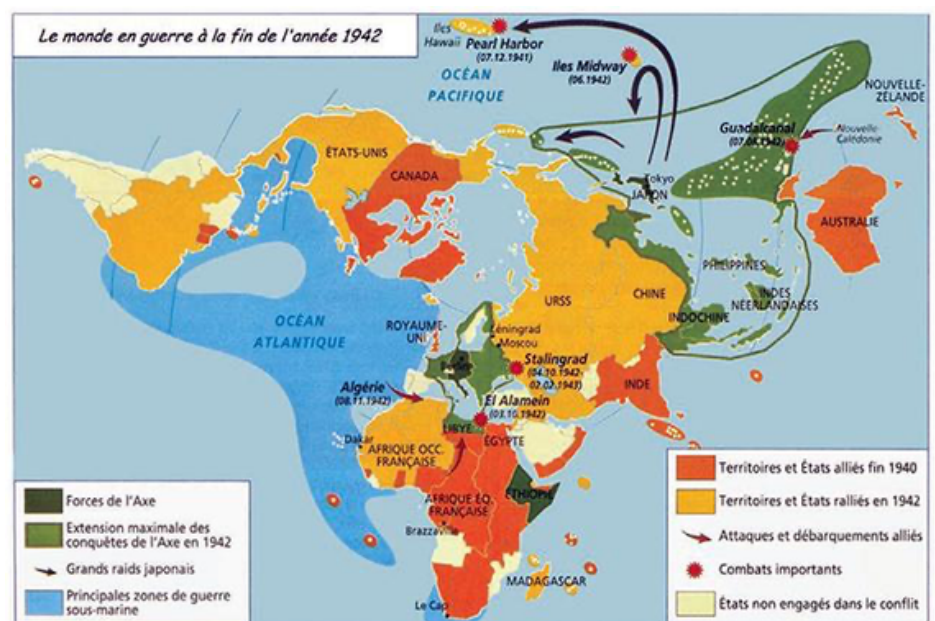 Le monde en guerre à la fin de l'année 1942
Iles
Hawaii
Pearl Harbor
(07.12.1941)
Iles Midway
(06.1942)
OCÉAN
PACIFIQUE
NOUVELLE-
ZÉLANDE
Guadalcanal
(07.08.1942)
Nouvelle-
Calédonie
ÉTATS-UNIS
CANADA
Tokyo
JAPON
AUSTRALIE
PHILIPPINES
INDES
NÉERLANDAISES
URSS
CHINE
INDOCHINE
OCÉAN
ATLANTIQUE
ROYAUME-
UNI
Léningrad
Moscou
Berlin
Stalingrad
(04.10.1942-
02.02.1943)
INDE
Algérie
(08.11.1942)
El Alamein
(03.10.1942)
LIBYE
ÉGYPTE
Dakar
AFRIQUE OCC.
FRANÇAISE
AFRIQUE ÉQ.
FRANÇAISE
ÉTHIOPIE
Brazzaville
MADAGASCAR
Le Cap
Forces de l'Axe
Extension maximale des
conquêtes de l'Axe en 1942
Grands raids japonais
Principales zones de guerre
sous-marine
Territoires et États alliés fin 1940
Territoires et États ralliés en 1942
Attaques et débarquements alliés
Combats importants
États non engagés dans le conflit